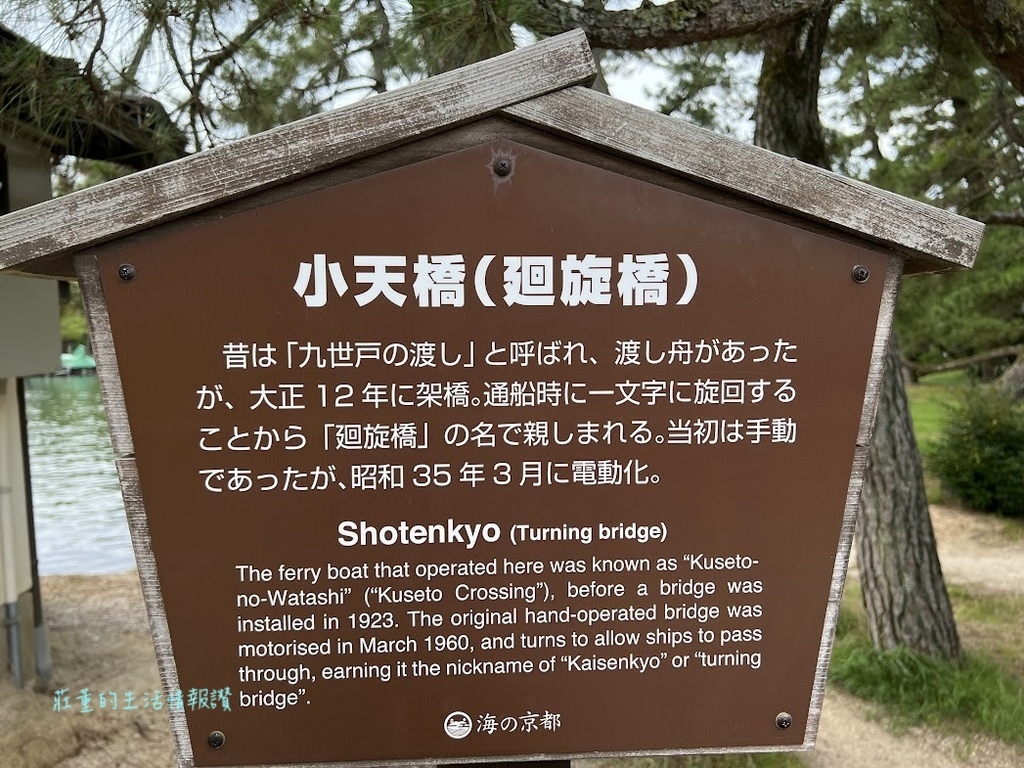 小天橋（廻旋橋）
昔は「九世戸の渡し」と呼ばれ、渡し舟があった
が、大正 12 年に架橋。通船時に一文字に旋回する
ことから「廻旋橋」の名で親しまれる。当初は手動
であったが、昭和 35 年 3 月に電動化。
Shotenkyo (Turning bridge)
The ferry boat that operated here was known as “Kuseto-
no-Watashi” (“Kuseto Crossing”), before a bridge was
installed in 1923. The original hand-operated bridge was
motorised in March 1960, and turns to allow ships to pass
through, earning it the nickname of “Kaisenkyo” or “turning
bridge”.
海の京都
莊董的生活情報讚